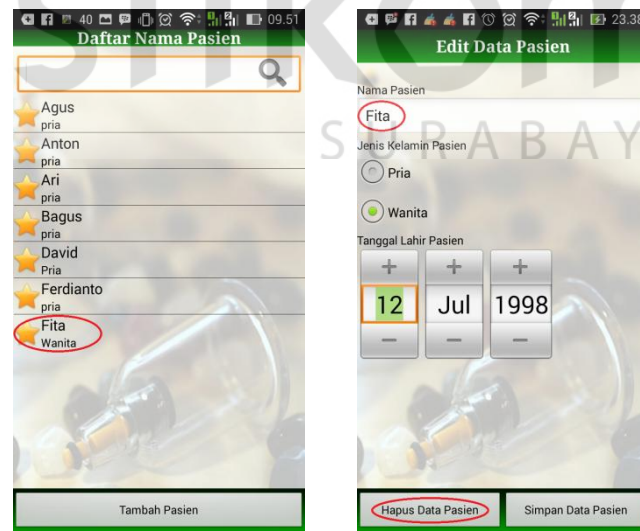 40 09.51
Daftar Nama Pasien
Agus
pria
Anton
pria
Ari
pria
Bagus
pria
David
Pria
Ferdianto
pria
Fita
Wanita
Tambah Pasien
23.38
Edit Data Pasien
Nama Pasien
Fita
Jenis Kelamin Pasien
Pria
Wanita
Tanggal Lahir Pasien
12 Jul 1998
Hapus Data Pasien Simpan Data Pasien
SURABAY